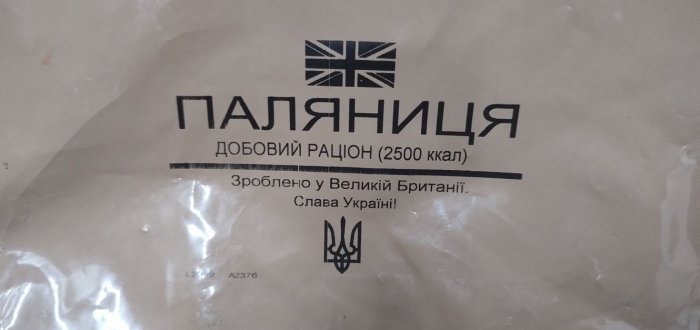 ПАЛЯНИЦЯ
ДОБОВИЙ РАЦІОН (2500 ккал)
Зроблено у Великій Британії.
Слава Україні!
A2376